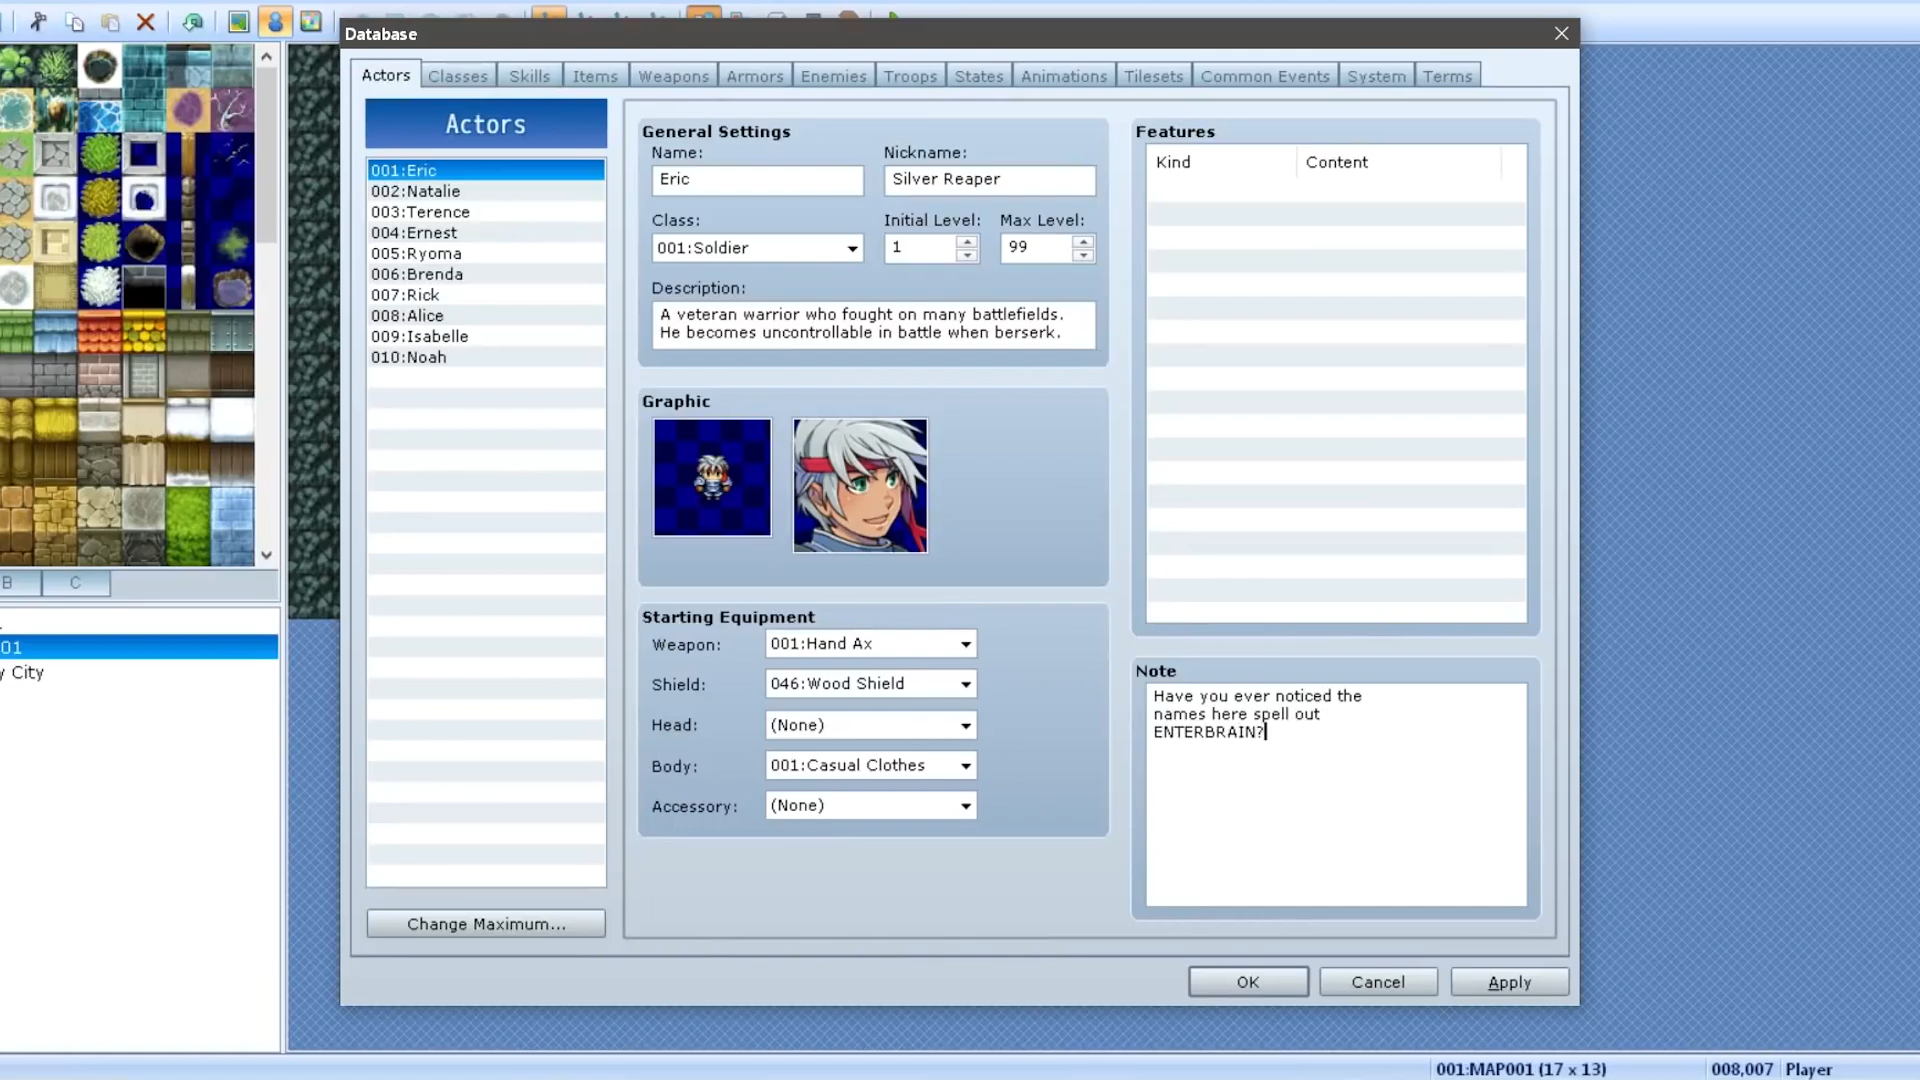 Database
Actors
Classes
Skills
Items
Weapons
Armors
Enemies
Troops
States
Animations
Tilesets
Common Events
System
Terms
Actors
001:Eric
002:Natalie
003:Terence
004:Ernest
005:Ryoma
006:Brenda
007:Rick
008:Alice
009:Isabelle
010:Noah
Change Maximum...
General Settings
Name:
Nickname:
Eric
Silver Reaper
Class:
Initial Level:
Max Level:
001:Soldier
1
99
Description:
A veteran warrior who fought on many battlefields.
He becomes uncontrollable in battle when berserk.
Graphic
Starting Equipment
Weapon:
001:Hand Ax
Shield:
046:Wood Shield
Head:
(None)
Body:
001:Casual Clothes
Accessory:
(None)
Features
Kind
Content
Note
Have you ever noticed the
names here spell out
ENTERBRAIN?
OK
Cancel
Apply
B
C
01
y City
001:MAP001 (17 x 13)
008,007
Player